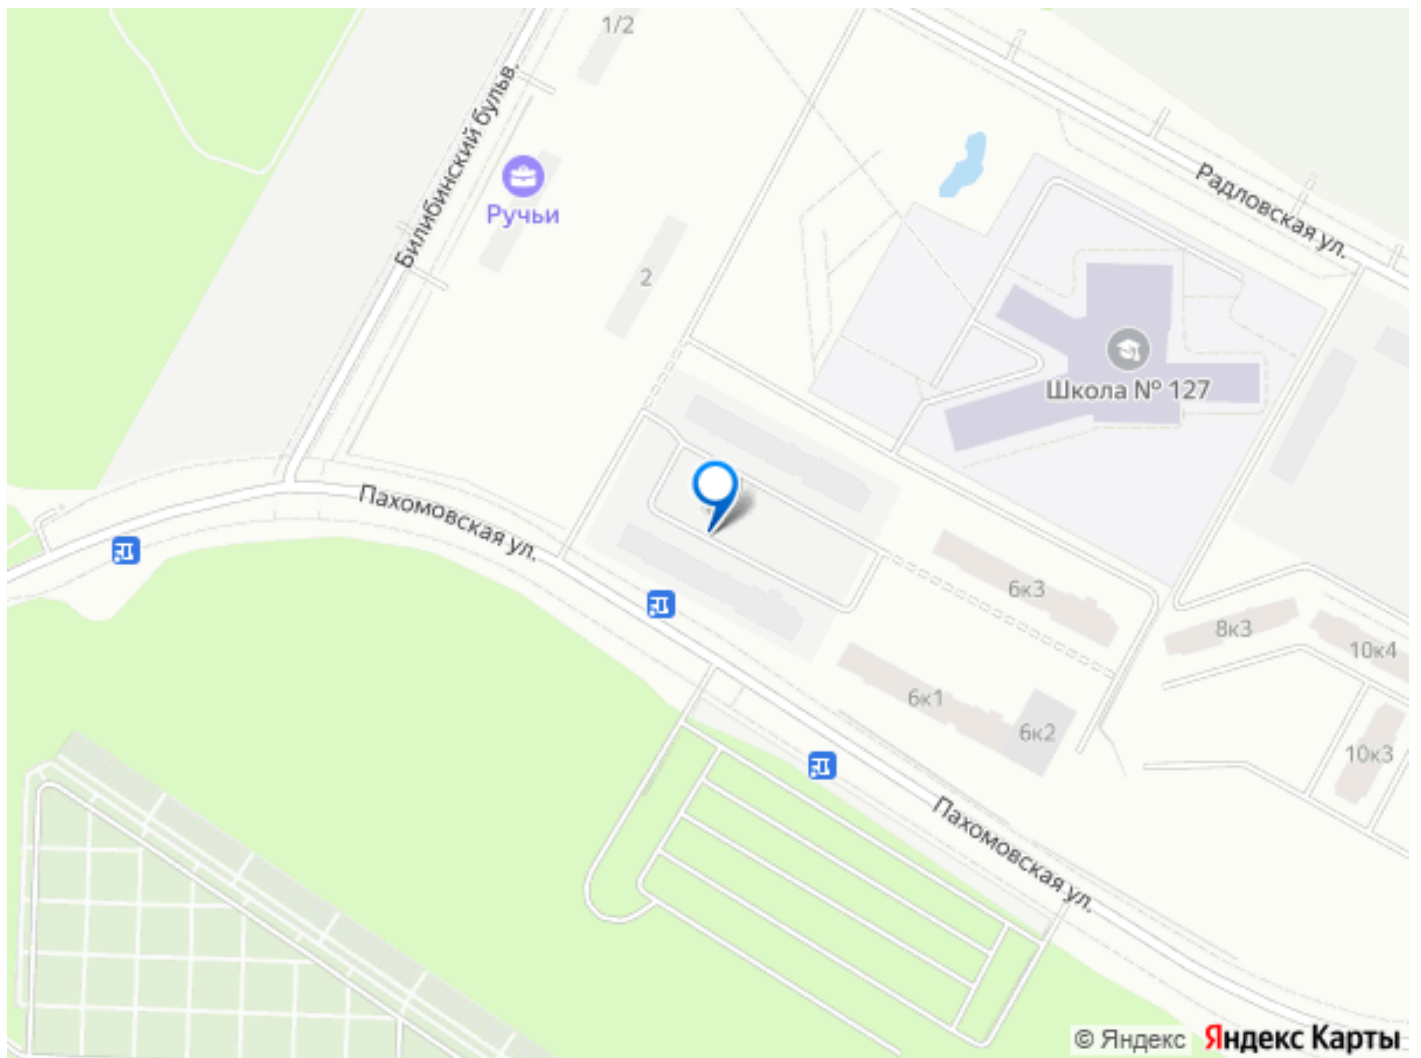 1/2
Билибинский бульв.
Ручьи
2
Радловская ул.
Школа № 127
Пахомовская ул.
6к3
8к3
10к4
6к1
6к2
10к3
Пахомовская ул.
© Яндекс Яндекс Карты